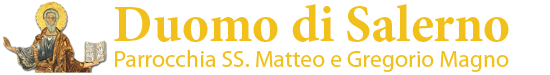 Duomo di Salerno
Parrocchia SS. Matteo e Gregorio Magno